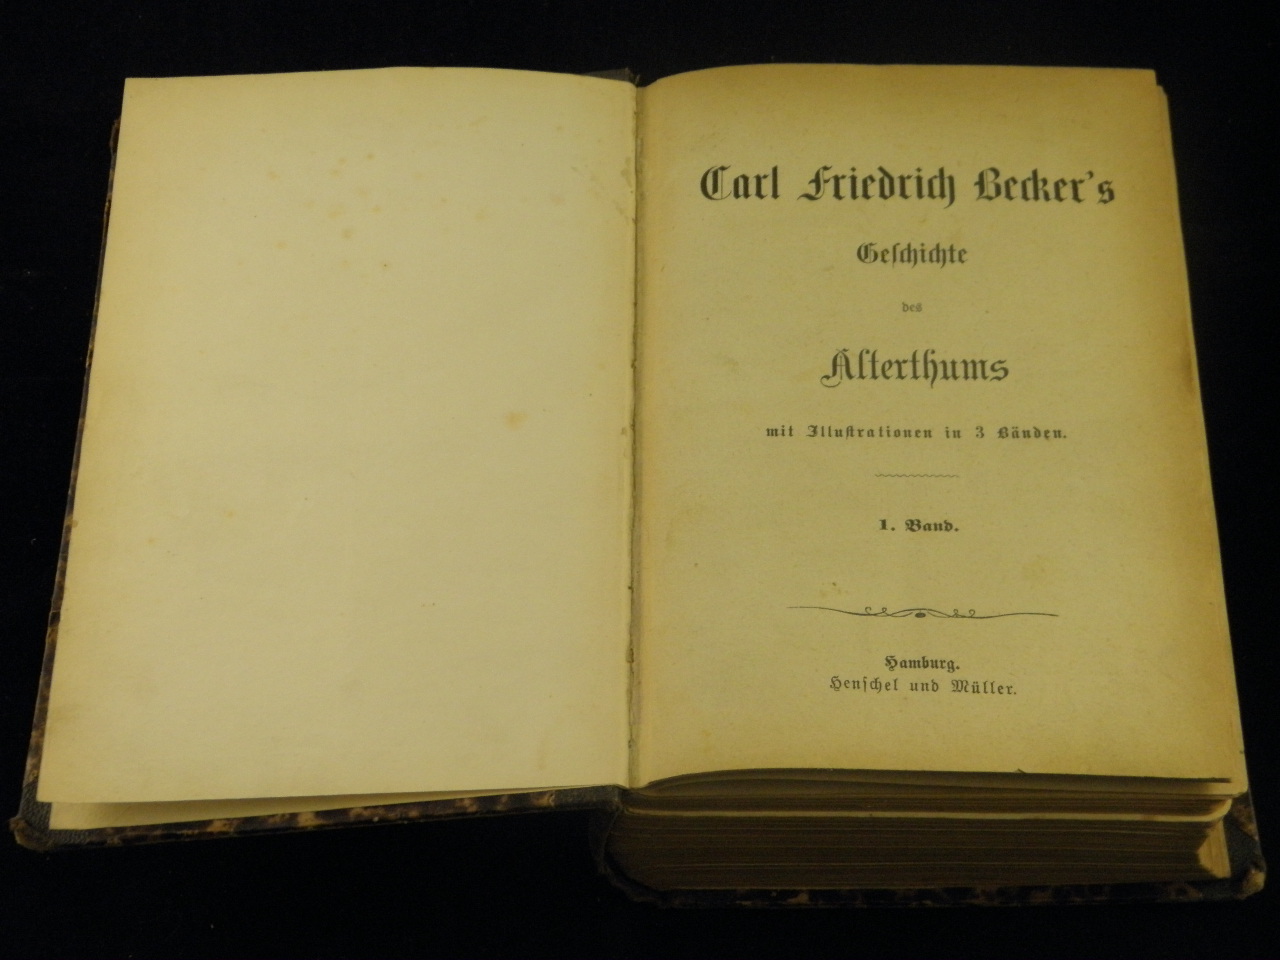 Carl Friedrich Becker's
Geſchichte
des
Alterthums
mit Illuſtrationen in 3 Bänden.
1. Band.
Hamburg.
Henſchel und Müller.